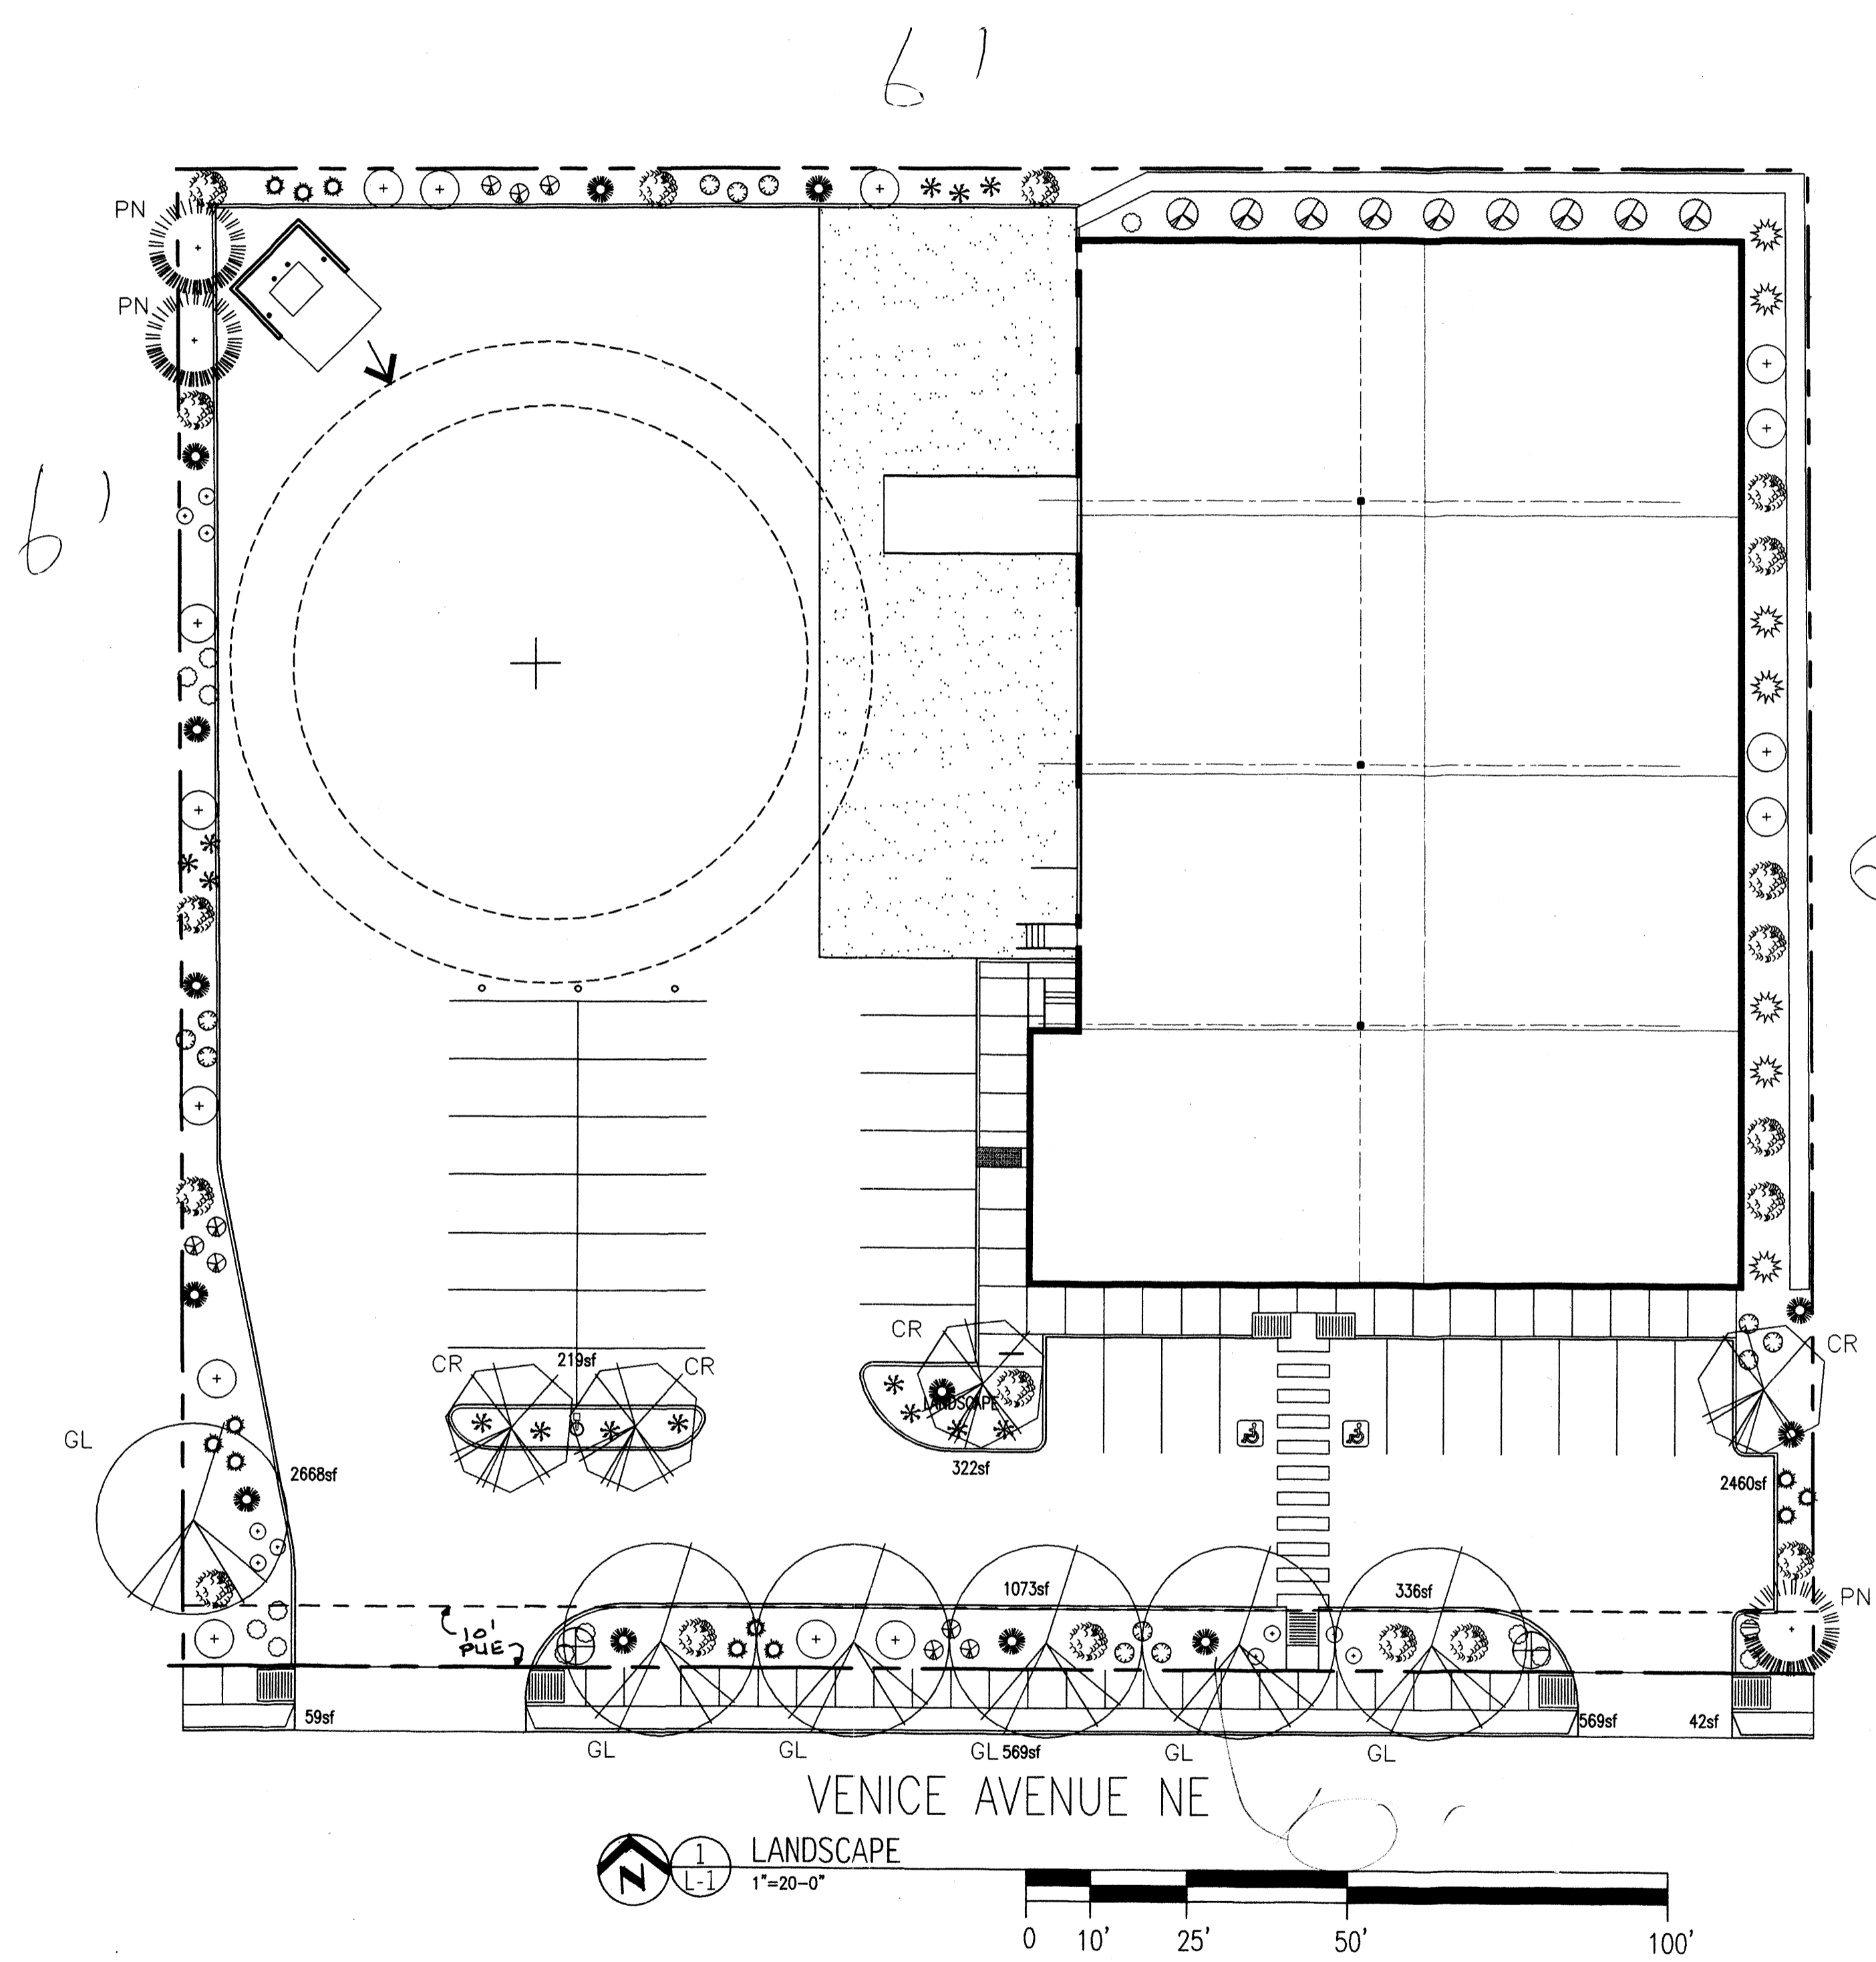 6'
PN
PN
6'
CR
CR
219sf
CR
CR
LANDSCAPE
GL
2668sf
322sf
2460sf
1073sf
336sf
PN
10'
PUE
59sf
569sf
42sf
GL
GL
GL 569sf
GL
GL
VENICE AVENUE NE
6'
N
1
L-1
LANDSCAPE
1"=20-0"
0
10'
25'
50'
100'